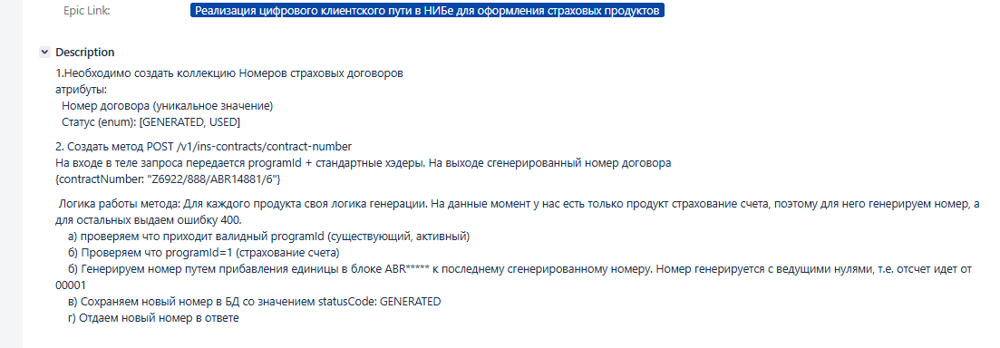 Epic Link:
Реализация цифрового клиентского пути в НИБе для оформления страховых продуктов
Description
1.Необходимо создать коллекцию Номеров страховых договоров
атрибуты:
Номер договора (уникальное значение)
Статус (enum): [GENERATED, USED]
2. Создать метод POST /v1/ins-contracts/contract-number
На входе в теле запроса передается programId + стандартные хэдеры. На выходе сгенерированный номер договора
{contractNumber: "Z6922/888/ABR14881/6"}
Логика работы метода: Для каждого продукта своя логика генерации. На данные момент у нас есть только продукт страхование счета, поэтому для него генерируем номер, а
для остальных выдаем ошибку 400.
а) проверяем что приходит валидный programId (существующий, активный)
б) Проверяем что programId=1 (страхование счета)
б) Генерируем номер путем прибавления единицы в блоке ABR***** к последнему сгенерированному номеру. Номер генерируется с ведущими нулями, т.е. отсчет идет от
00001
в) Сохраняем новый номер в БД со значением statusCode: GENERATED
г) Отдаем новый номер в ответе